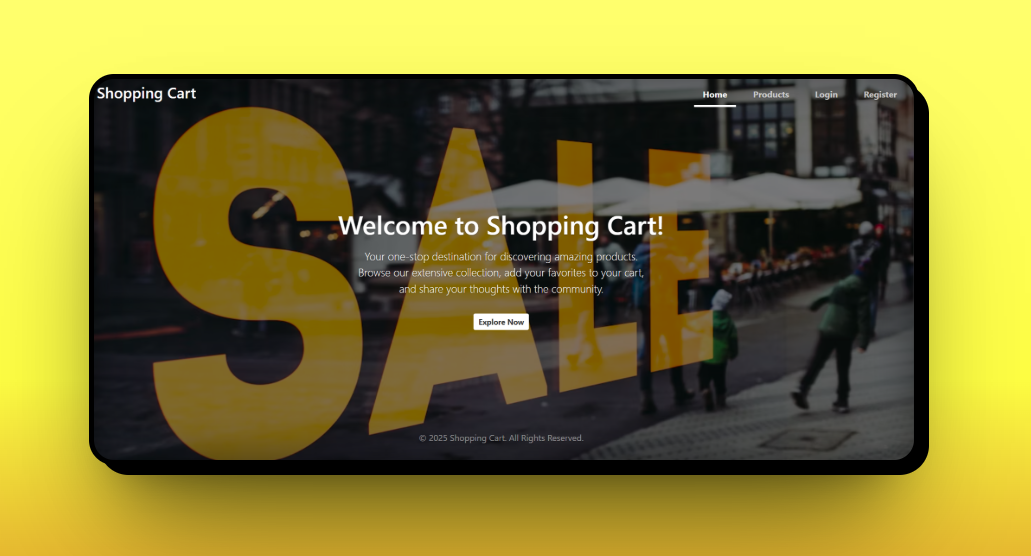 Shopping Cart
Home Products Login Register
SALE
Welcome to Shopping Cart!
Your one-stop destination for discovering amazing products.
Browse our extensive collection, add your favorites to your cart,
and share your thoughts with the community.
Explore Now
© 2025 Shopping Cart. All Rights Reserved.